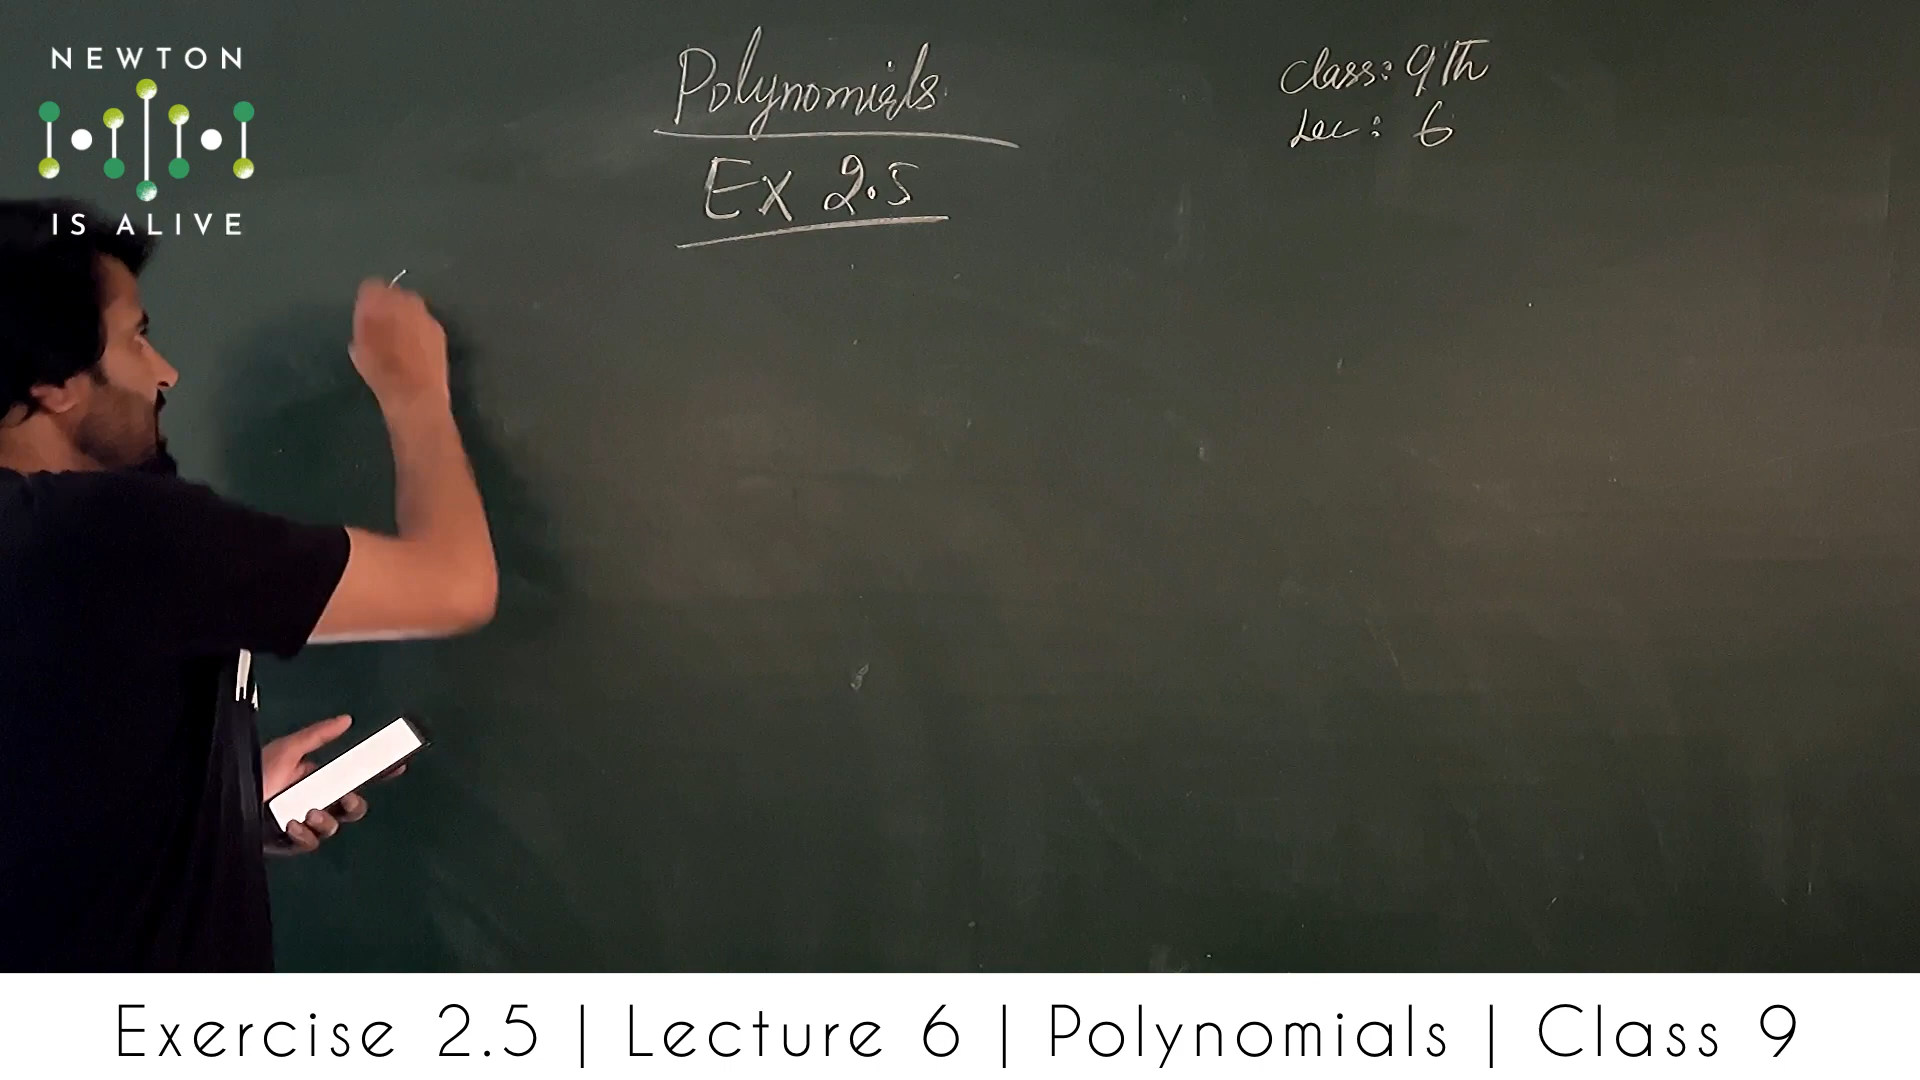 NEWTON
IS ALIVE
Polynomials
Ex 2.5
Class: 9th
Lec: 6
Exercise 2.5 | Lecture 6 | Polynomials | Class 9